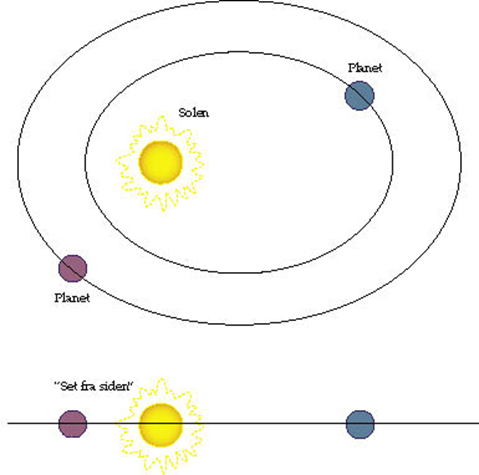 Planet
Solen
Planet
"Set fra siden"